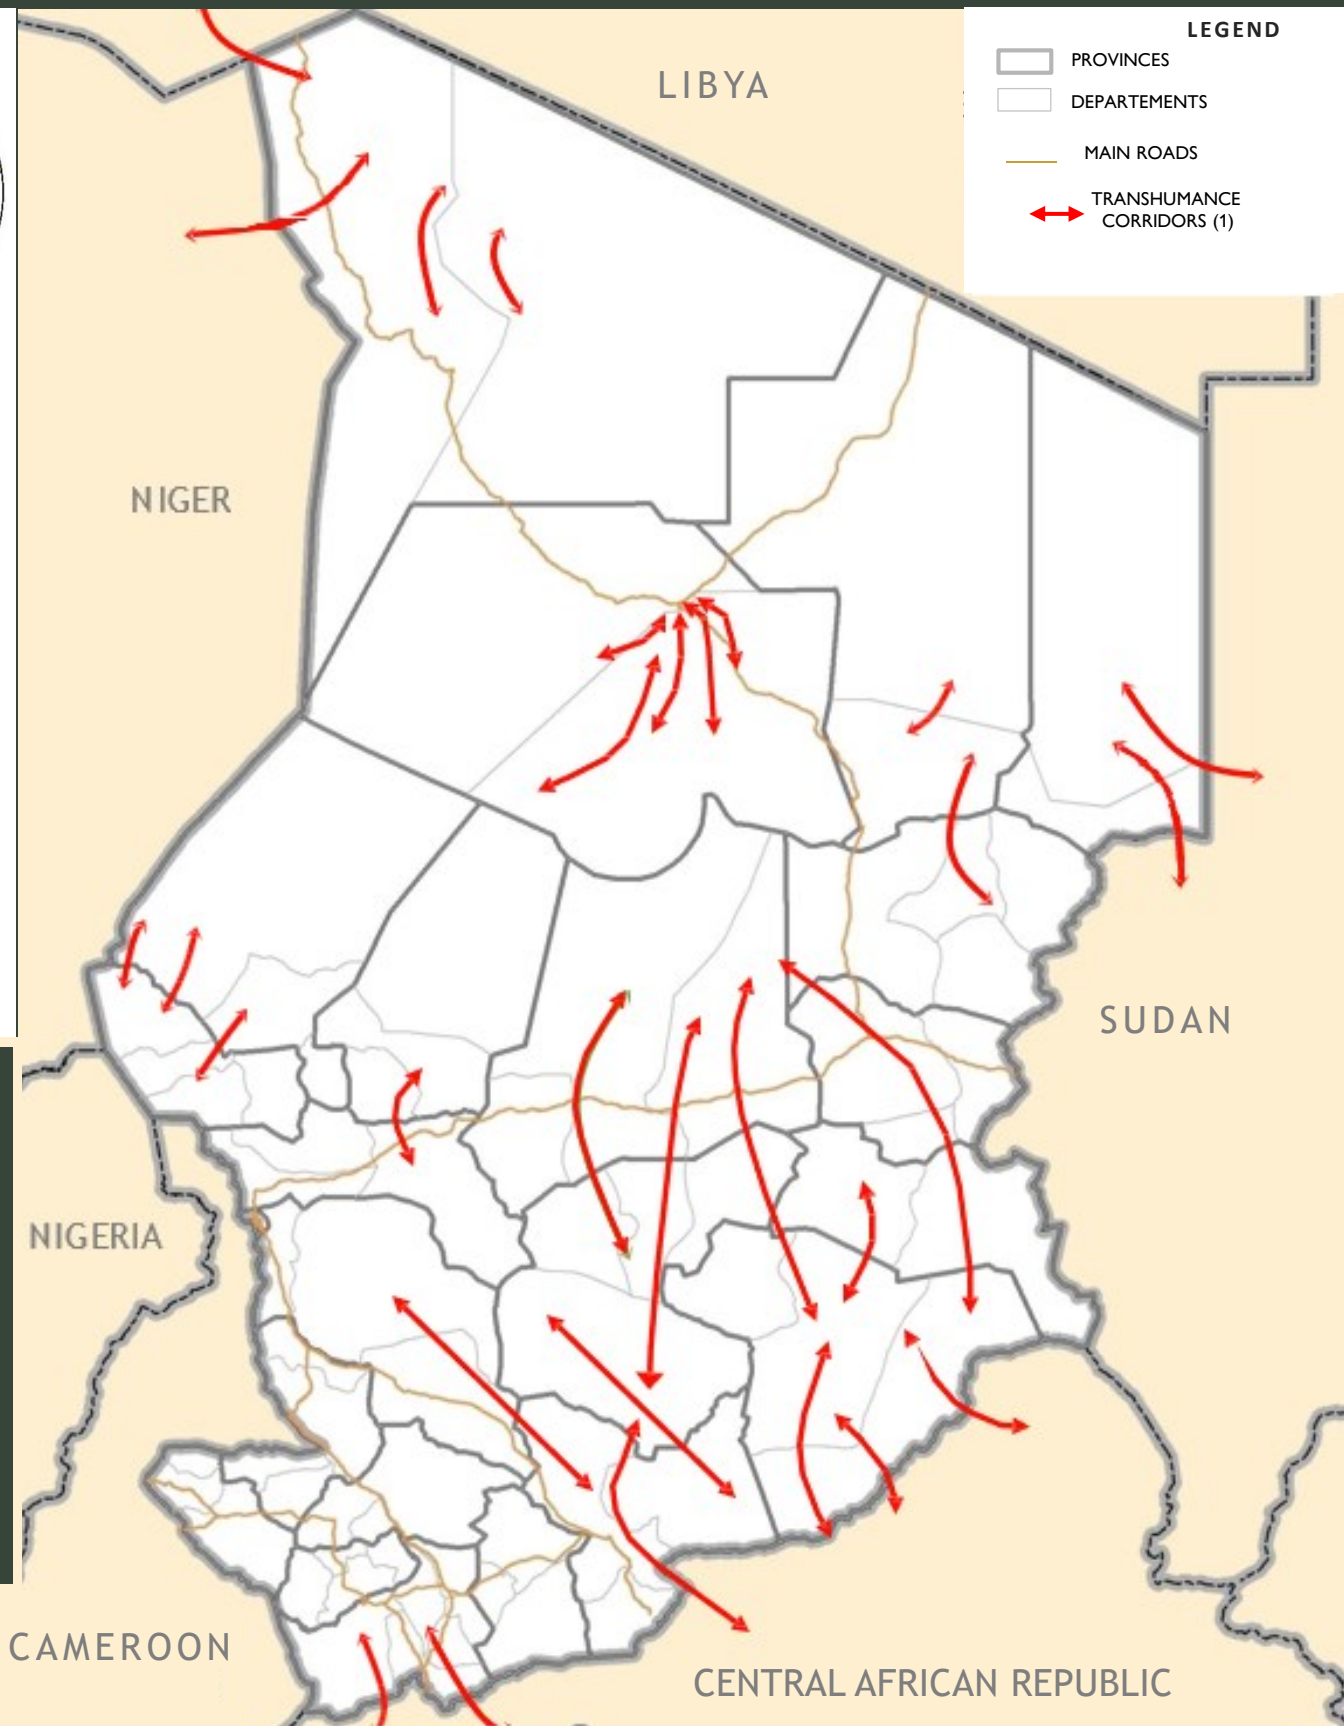 LEGEND
PROVINCES
DEPARTEMENTS
MAIN ROADS
TRANSHUMANCE
CORRIDORS (1)
LIBYA
NIGER
SUDAN
NIGERIA
CAMEROON
CENTRAL AFRICAN REPUBLIC